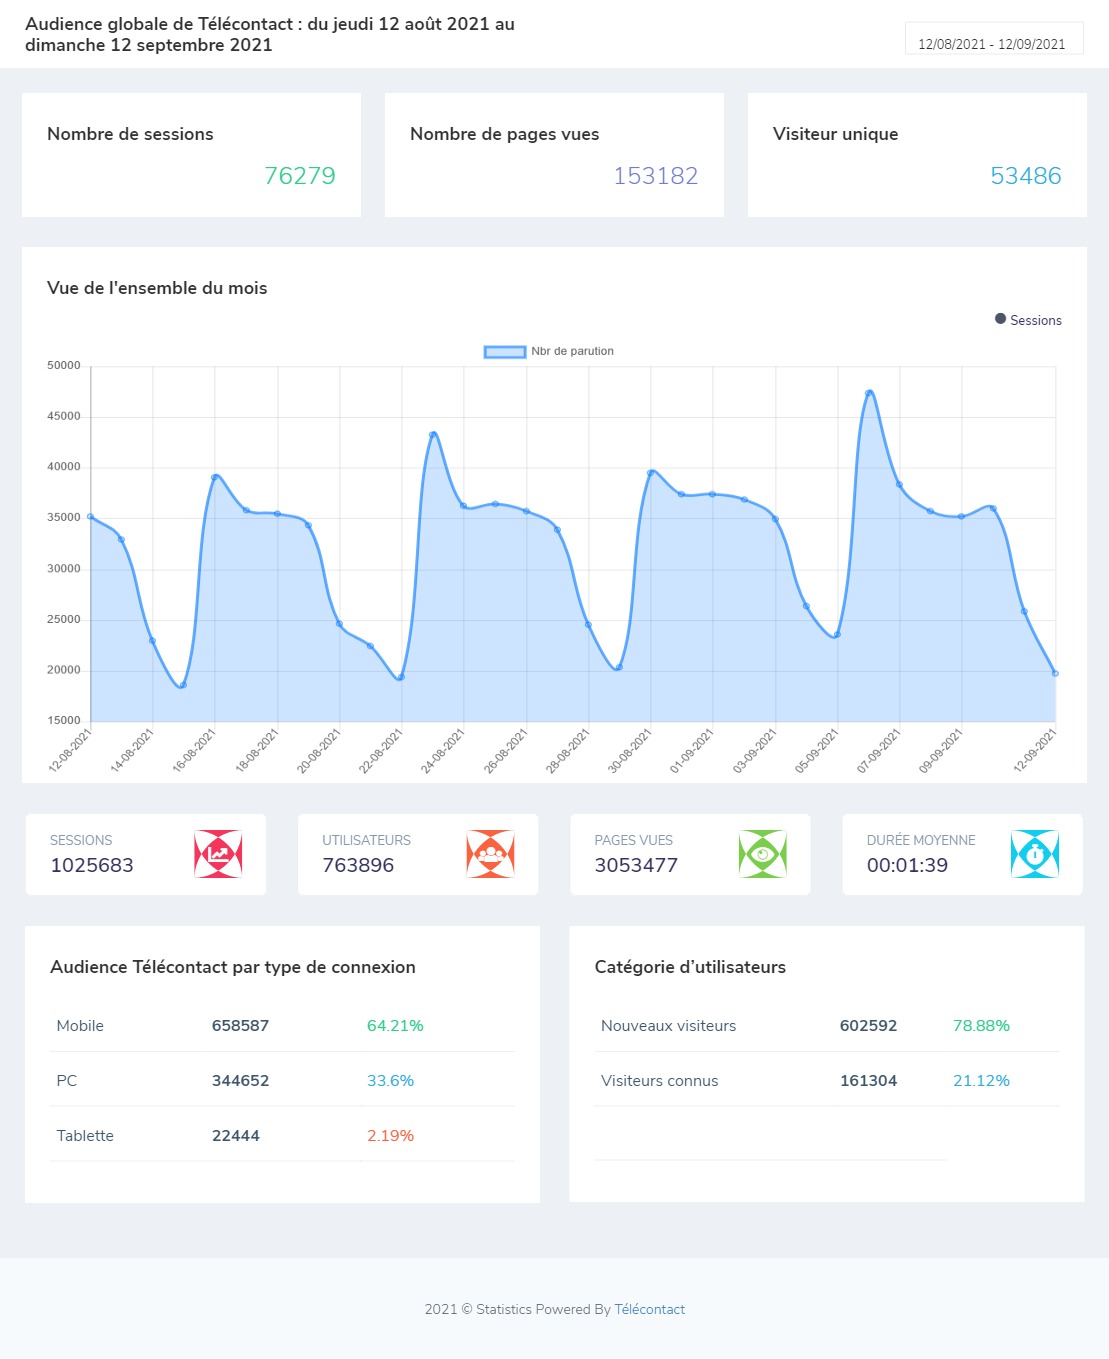 Audience globale de Télécontact : du jeudi 12 août 2021 au
dimanche 12 septembre 2021
12/08/2021 - 12/09/2021
Nombre de sessions
76279
Nombre de pages vues
153182
Visiteur unique
53486
Vue de l'ensemble du mois
Sessions
Nbr de parution
50000
45000
40000
35000
30000
25000
20000
15000
12-08-2021
14-08-2021
16-08-2021
18-08-2021
20-08-2021
22-08-2021
24-08-2021
26-08-2021
28-08-2021
30-08-2021
01-09-2021
03-09-2021
05-09-2021
07-09-2021
09-09-2021
12-09-2021
SESSIONS
1025683
UTILISATEURS
763896
PAGES VUES
3053477
DURÉE MOYENNE
00:01:39
Audience Télécontact par type de connexion
Mobile 658587 64.21%
PC 344652 33.6%
Tablette 22444 2.19%
Catégorie d’utilisateurs
Nouveaux visiteurs 602592 78.88%
Visiteurs connus 161304 21.12%
2021 © Statistics Powered By Télécontact